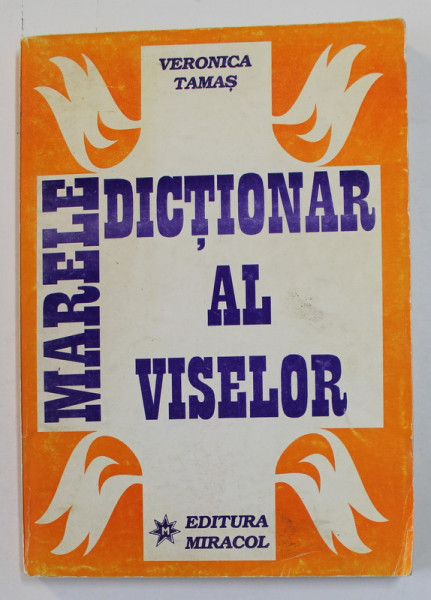 VERONICA
TAMAȘ
MARELE
DICȚIONAR
AL
VISELOR
M
EDITURA
MIRACOL